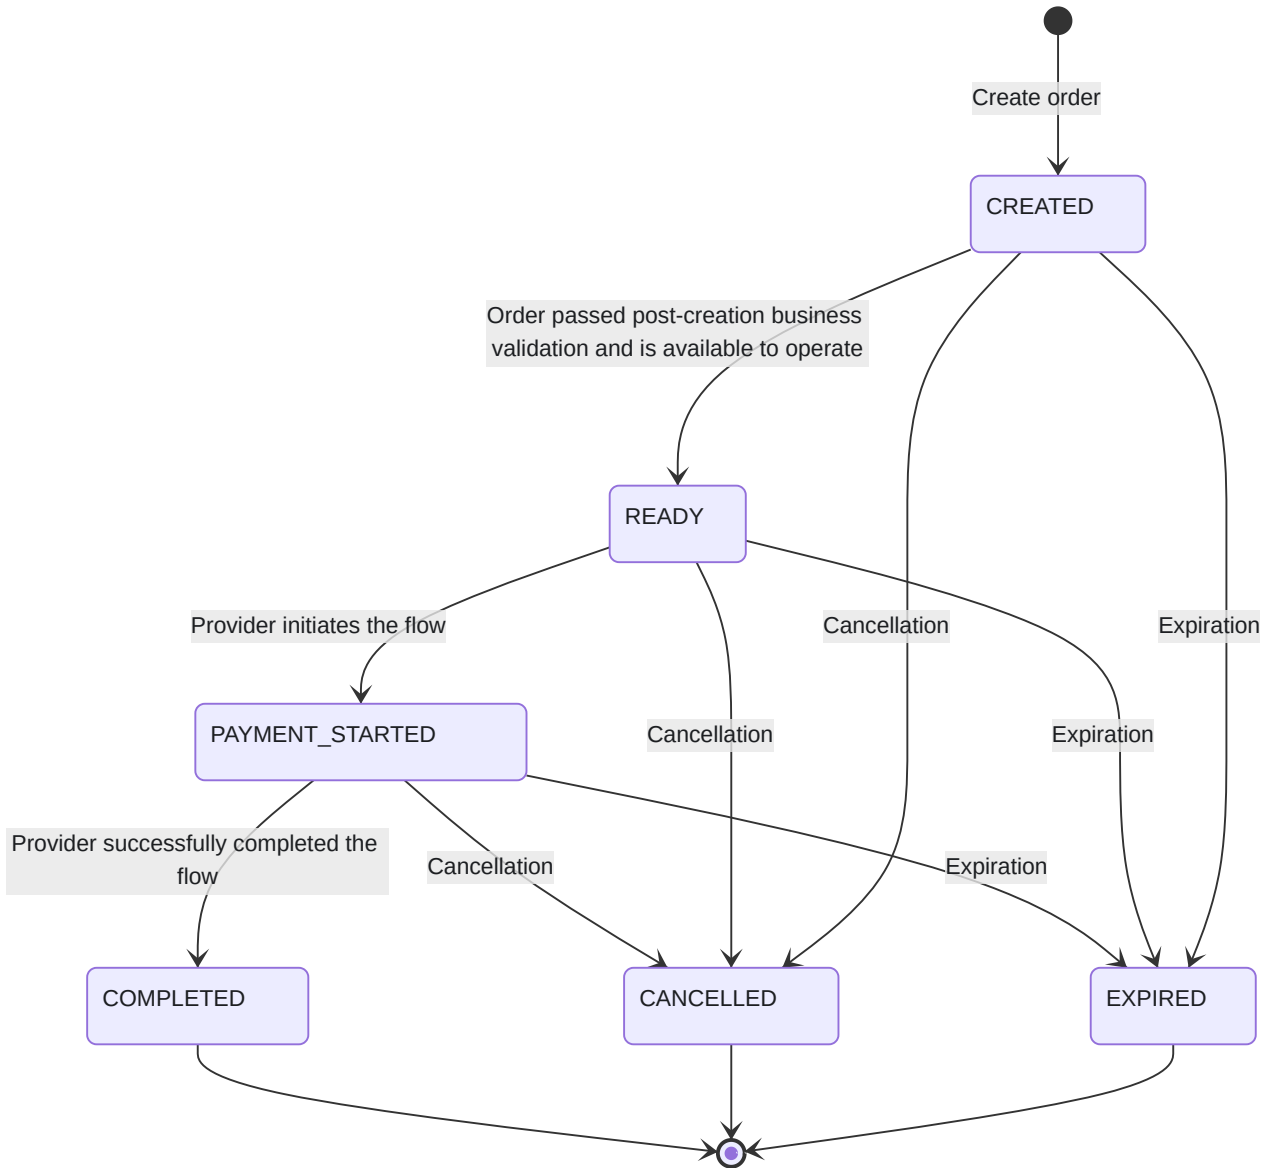 Create order
CREATED
Order passed post-creation business
validation and is available to operate
READY
Provider initiates the flow
Cancellation
Expiration
PAYMENT_STARTED
Cancellation
Expiration
Provider successfully completed the
flow
Cancellation
Expiration
COMPLETED
CANCELLED
EXPIRED